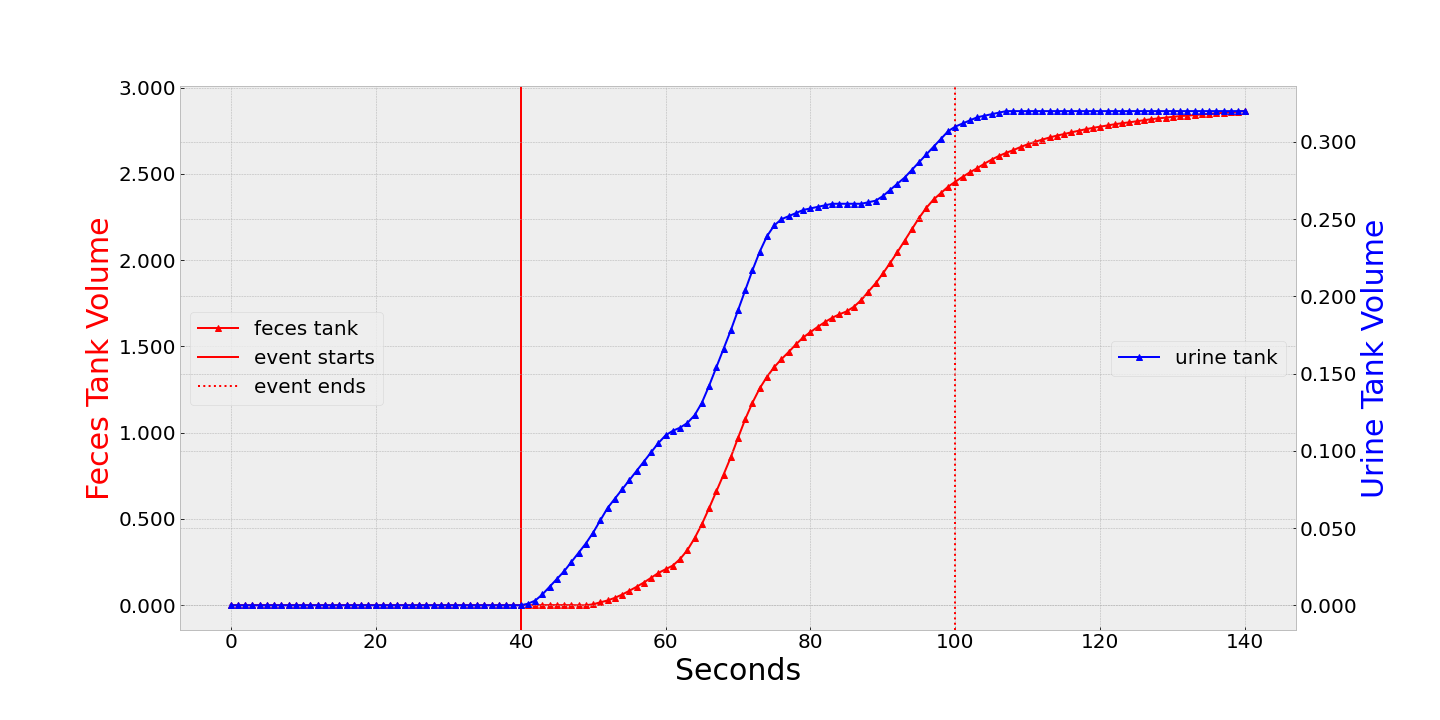 3.000
2.500
2.000
1.500
1.000
0.500
0.000
Feces Tank Volume
feces tank
event starts
event ends
urine tank
0.300
0.250
0.200
0.150
0.100
0.050
0.000
Urine Tank Volume
0 20 40 60 80 100 120 140
Seconds